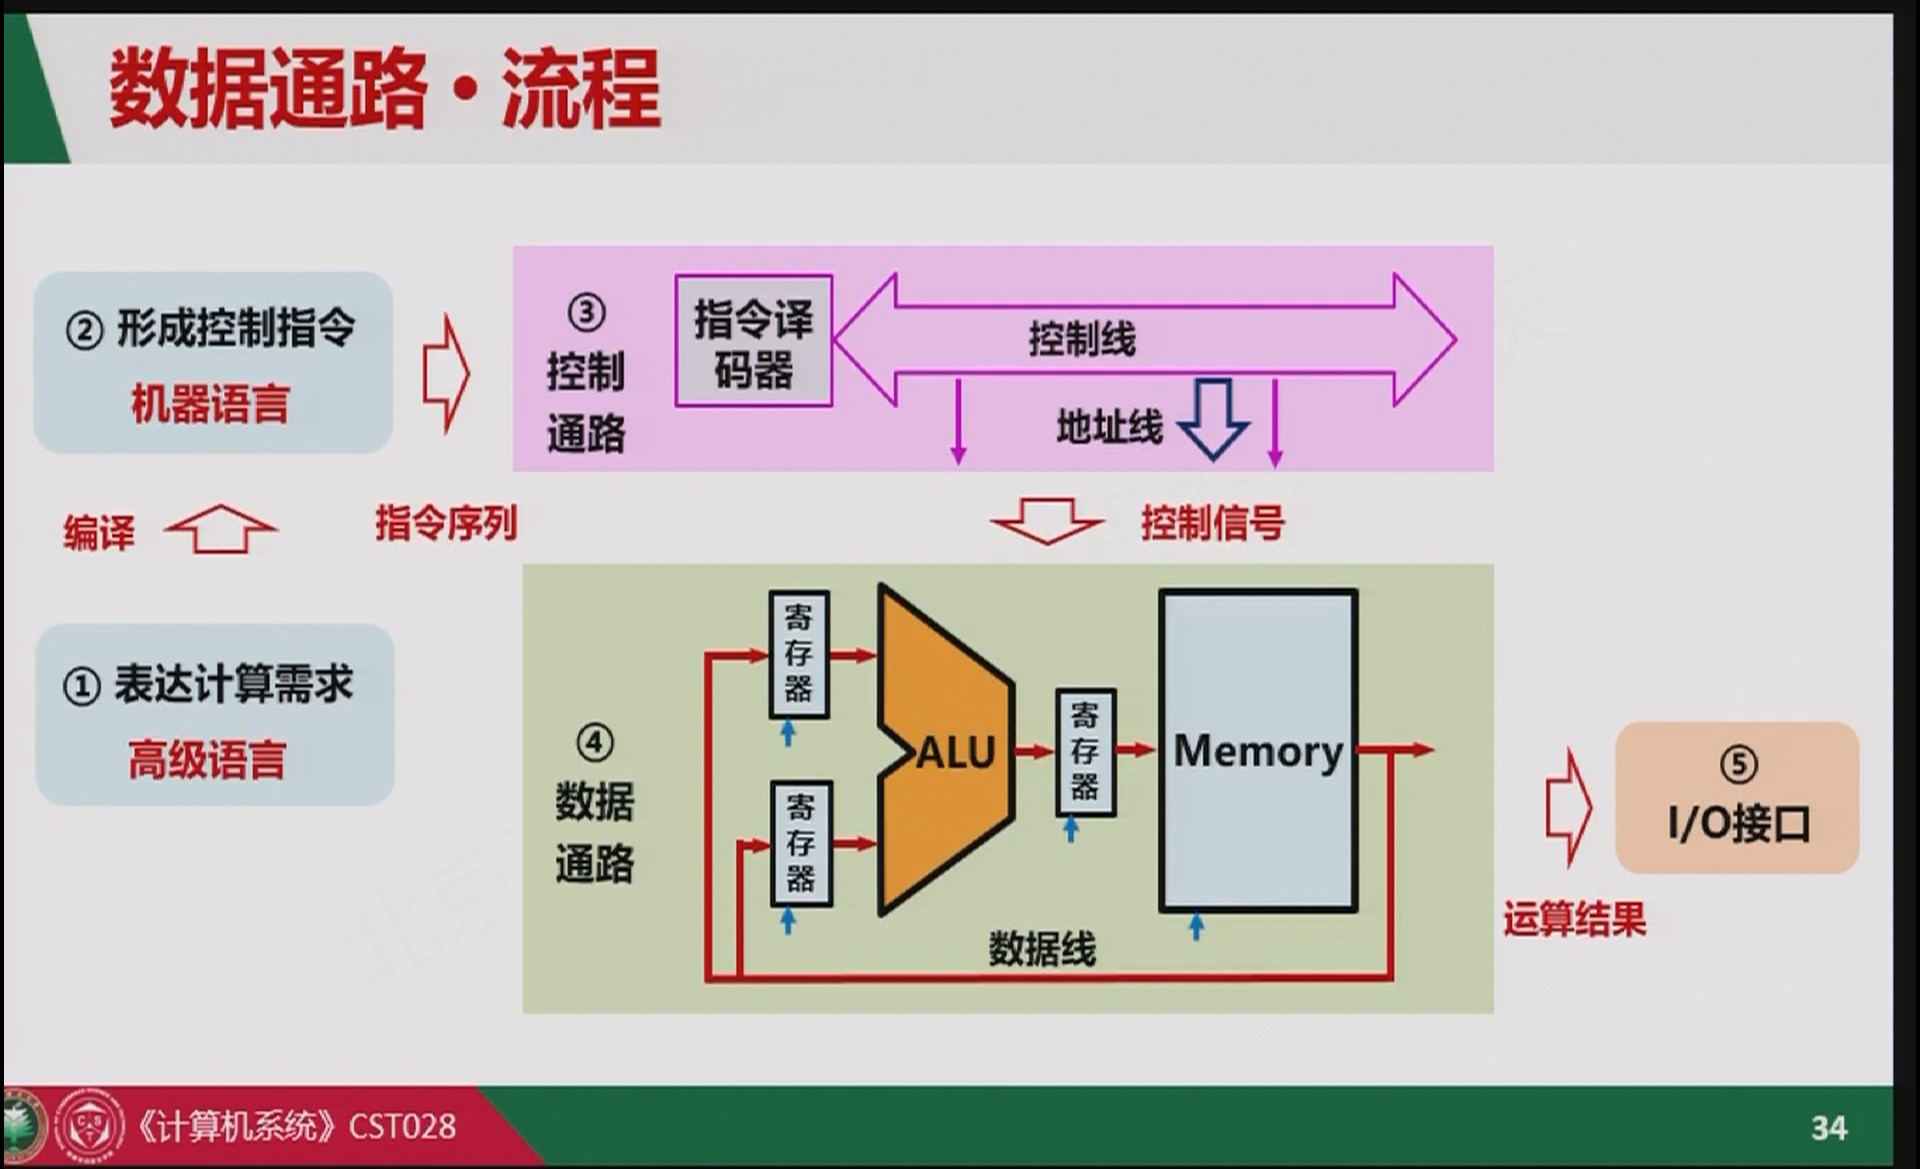 数据通路•流程
② 形成控制指令
机器语言
③
控制
通路
指令译
码器
控制线
地址线
编译
指令序列
控制信号
① 表达计算需求
高级语言
④
数据
通路
寄
存
器
寄
存
器
ALU
寄
存
器
Memory
数据线
⑤
I/O接口
运算结果
《计算机系统》CST028
34